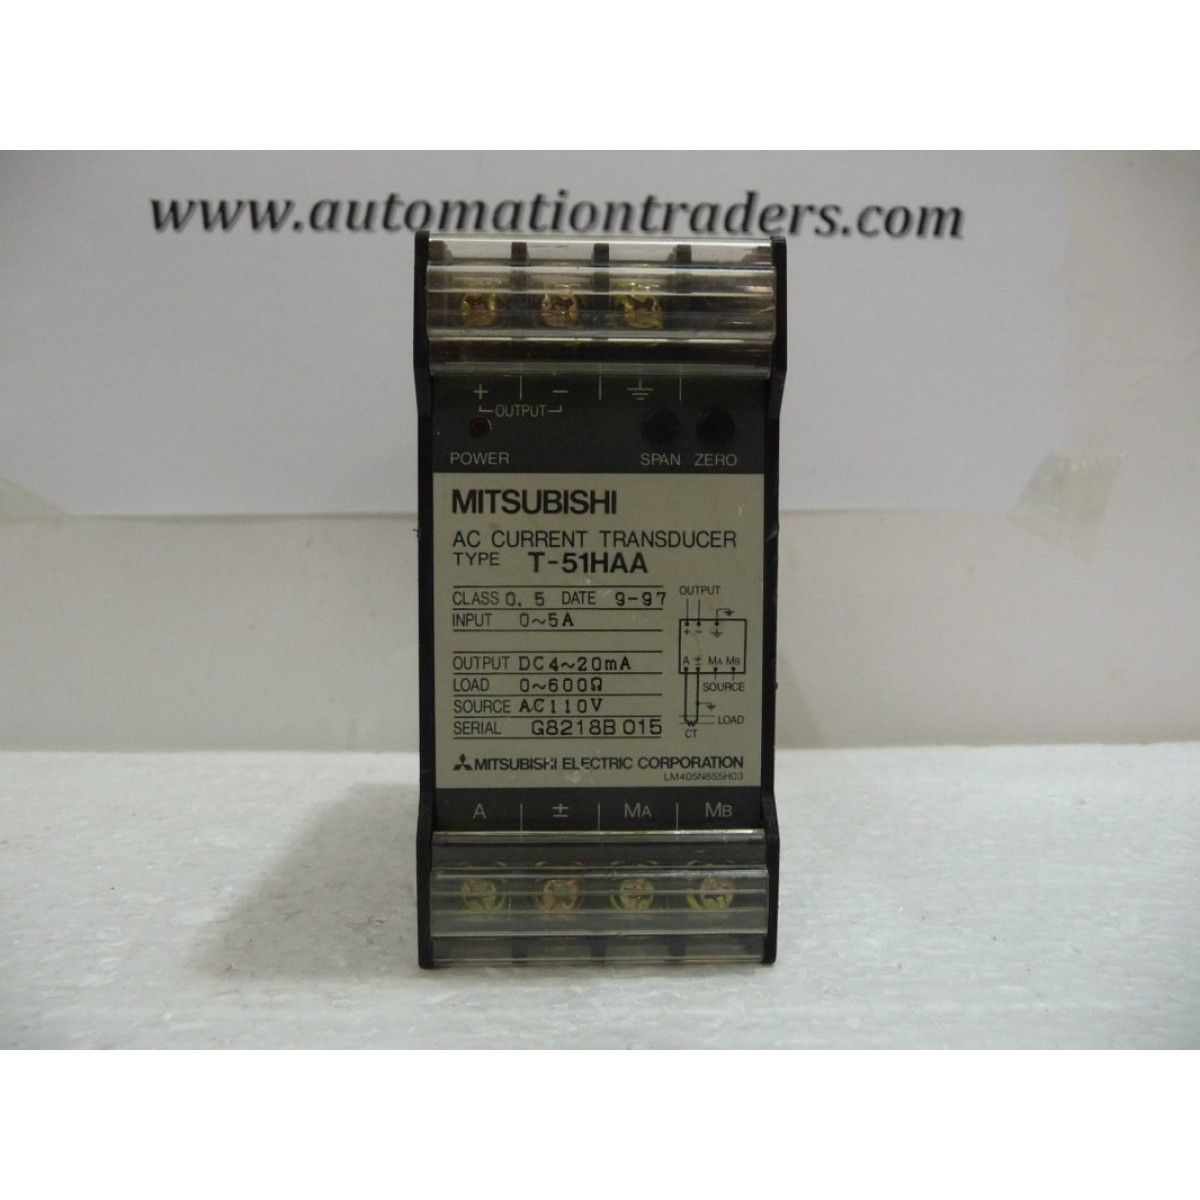 www.automationtraders.com
+ −
OUTPUT
POWER SPAN ZERO
MITSUBISHI
AC CURRENT TRANSDUCER
TYPE T-51HAA
CLASS 0.5 DATE 9-97
INPUT 0~5A
OUTPUT DC4~20mA
LOAD 0~600Ω
SOURCE AC110V
SERIAL G8218B015
OUTPUT
+ −
A ± MA MB
SOURCE
LOAD
CT
MITSUBISHI ELECTRIC CORPORATION
LM405N855H03
A ± MA MB